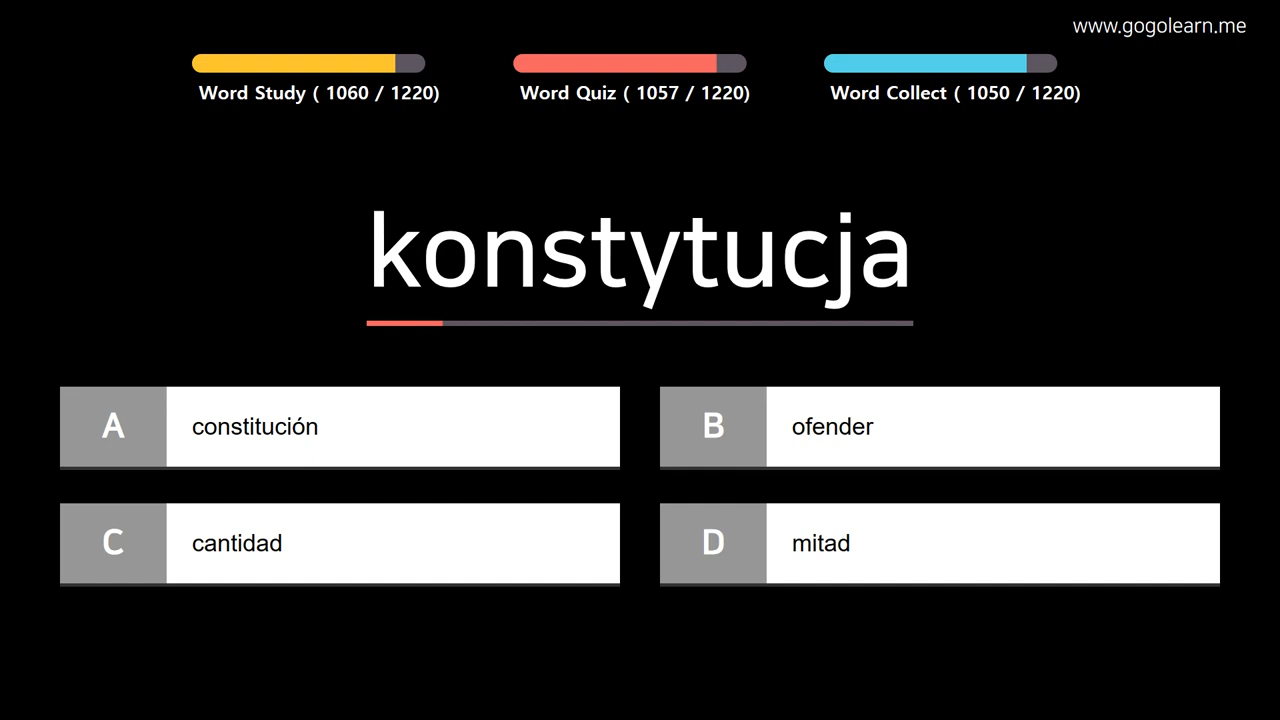 www.gogolearn.me
Word Study ( 1060 / 1220)
Word Quiz ( 1057 / 1220)
Word Collect ( 1050 / 1220)
konstytucja
A constitución
B ofender
C cantidad
D mitad